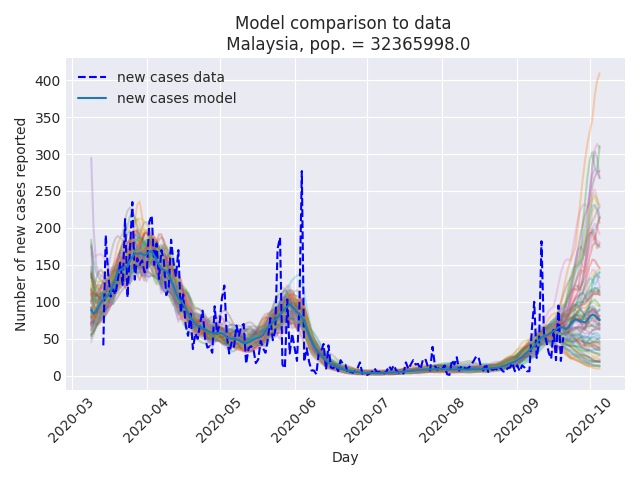 Model comparison to data
Malaysia, pop. = 32365998.0
new cases data
new cases model
Number of new cases reported
400
350
300
250
200
150
100
50
0
2020-03
2020-04
2020-05
2020-06
2020-07
2020-08
2020-09
2020-10
Day